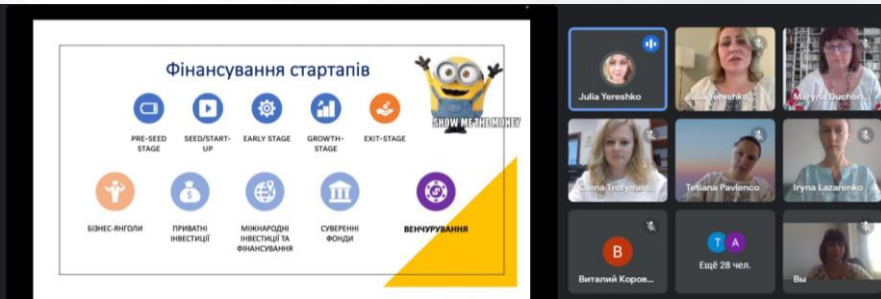 Фінансування стартапів
SHOW ME THE MONEY
PRE-SEED
STAGE
SEED/START-
UP
EARLY STAGE
GROWTH-
STAGE
EXIT-STAGE
БІЗНЕС-ЯНГОЛИ
ПРИВАТНІ
ІНВЕСТИЦІЇ
МІЖНАРОДНІ
ІНВЕСТИЦІЇ ТА
ФІНАНСУВАННЯ
СУВЕРЕННІ
ФОНДИ
ВЕНЧУРУВАННЯ
Julia Yereshko
Julia Yereshko
Maryna Duchen...
Olena Trofymen...
Tetiana Pavlenco
Iryna Lazarenko
В
Виталий Коров...
Т А
Ещё 28 чел.
Вы